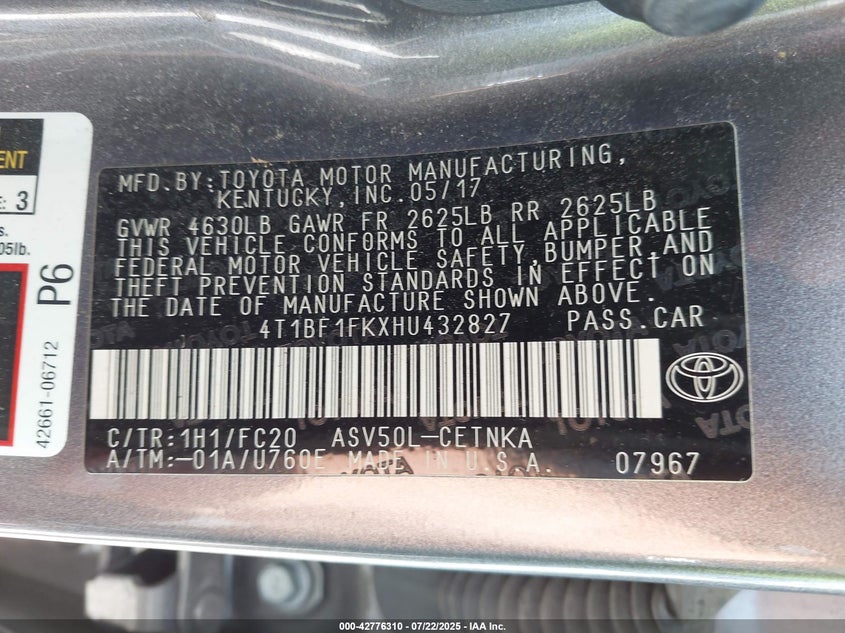 ENT
: 3
s.
05lb.
P6
42661-06712
MFD.BY:TOYOTA MOTOR MANUFACTURING,
KENTUCKY,INC.05/17
GVWR 4630LB GAWR FR 2625LB RR 2625LB
THIS VEHICLE CONFORMS TO ALL APPLICABLE
FEDERAL MOTOR VEHICLE SAFETY,BUMPER,AND
THEFT PREVENTION STANDARDS IN EFFECT ON
THE DATE OF MANUFACTURE SHOWN ABOVE.
4T1BF1FKXHU432827 PASS.CAR
C/TR:1H1/FC20 ASV50L-CETNKA
A/TM:-01A/U760E MADE IN U.S.A. 07967
000-42776310 - 07/22/2025 - IAA Inc.